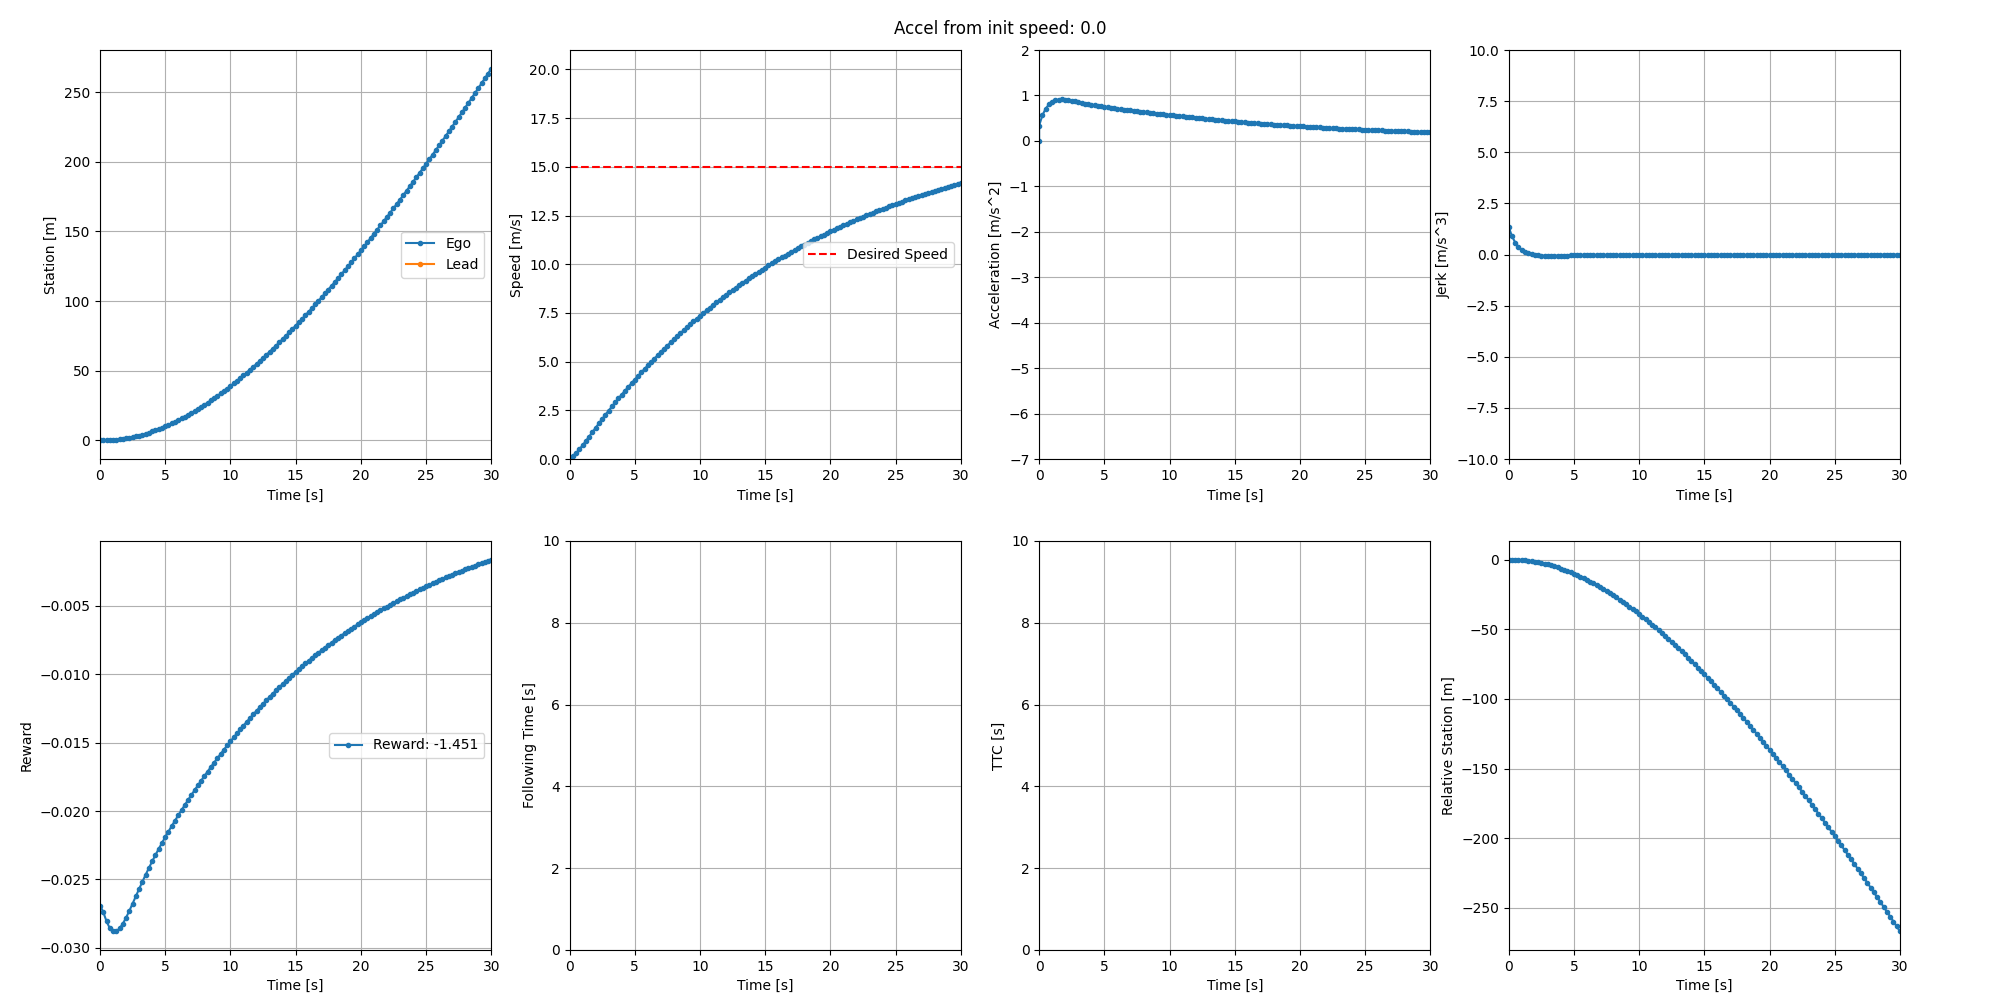 Accel from init speed: 0.0
250
200
150
100
50
0
Station [m]
Ego
Lead
0 5 10 15 20 25 30
Time [s]
20.0
17.5
15.0
12.5
10.0
7.5
5.0
2.5
0.0
Speed [m/s]
Desired Speed
0 5 10 15 20 25 30
Time [s]
2
1
0
−1
−2
−3
−4
−5
−6
−7
Acceleration [m/s^2]
0 5 10 15 20 25 30
Time [s]
10.0
7.5
5.0
2.5
0.0
−2.5
−5.0
−7.5
−10.0
Jerk [m/s^3]
0 5 10 15 20 25 30
Time [s]
−0.005
−0.010
−0.015
−0.020
−0.025
−0.030
Reward
Reward: -1.451
0 5 10 15 20 25 30
Time [s]
10
8
6
4
2
0
Following Time [s]
0 5 10 15 20 25 30
Time [s]
10
8
6
4
2
0
TTC [s]
0 5 10 15 20 25 30
Time [s]
0
−50
−100
−150
−200
−250
Relative Station [m]
0 5 10 15 20 25 30
Time [s]